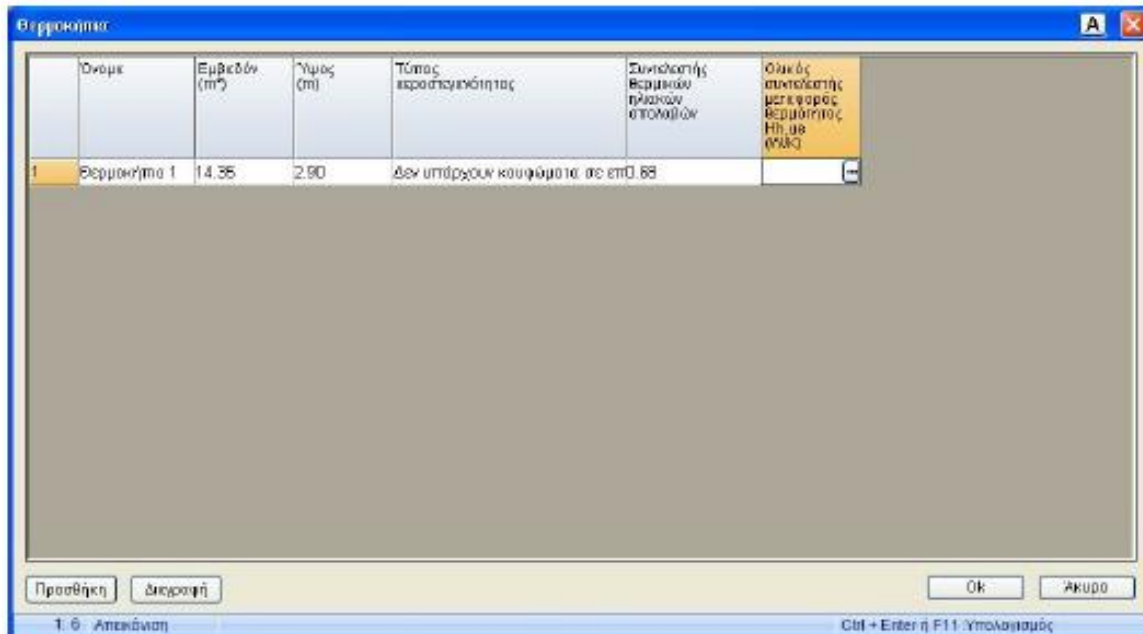 Θερμοκήπια
A
Όνομα
Εμβαδόν
(m²)
Ύψος
(m)
Τύπος
αεροστεγανότητας
Συντελεστής
θερμικών
ηλιακών
απολαβών
Ολικός
συντελεστής
μεταφοράς
θερμότητας
Hh,ue
(W/K)
1
Θερμοκήπιο 1
14.35
2.90
Δεν υπάρχουν κουφώματα σε επ
0.68
Προσθήκη
Διαγραφή
Ok
Άκυρο
1: 6 Απεικόνιση
Ctrl + Enter ή F11 :Υπολογισμός